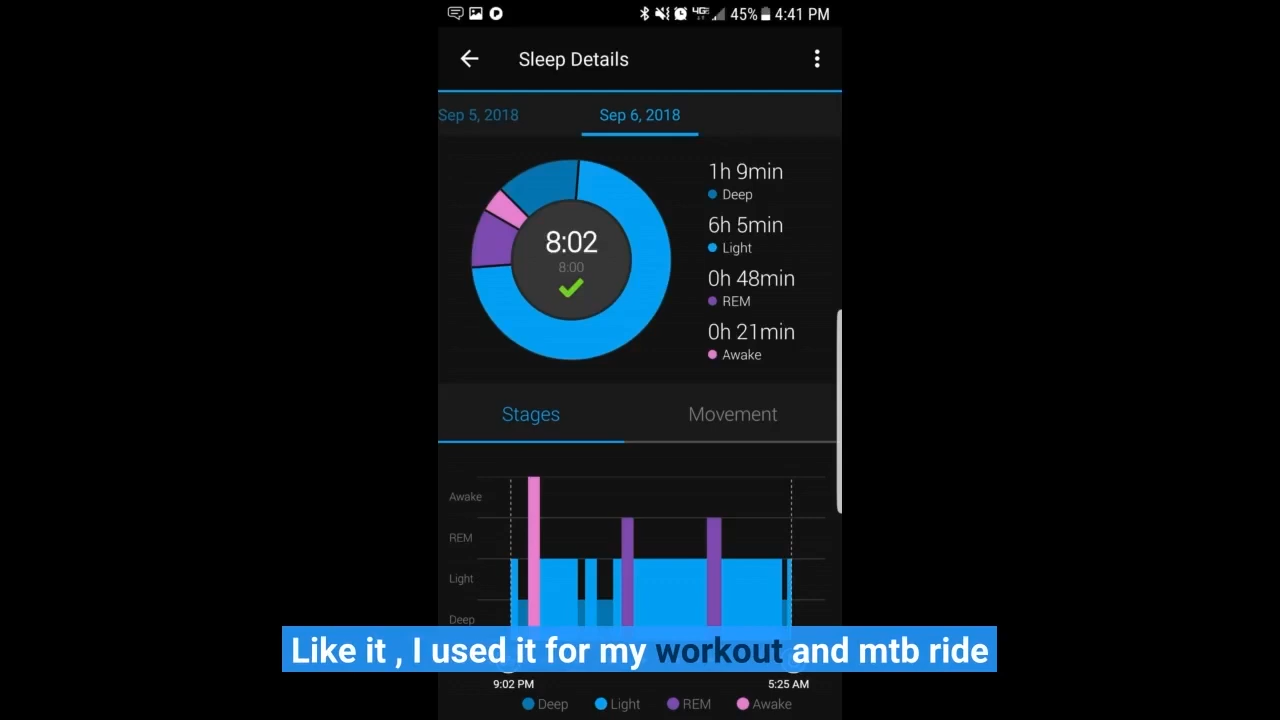 4G 45% 4:41 PM
Sleep Details
Sep 5, 2018 Sep 6, 2018
1h 9min
Deep
6h 5min
Light
0h 48min
REM
0h 21min
Awake
8:02
8:00
Stages Movement
Awake
REM
Light
Deep
Like it , I used it for my workout and mtb ride
9:02 PM 5:25 AM
Deep Light REM Awake